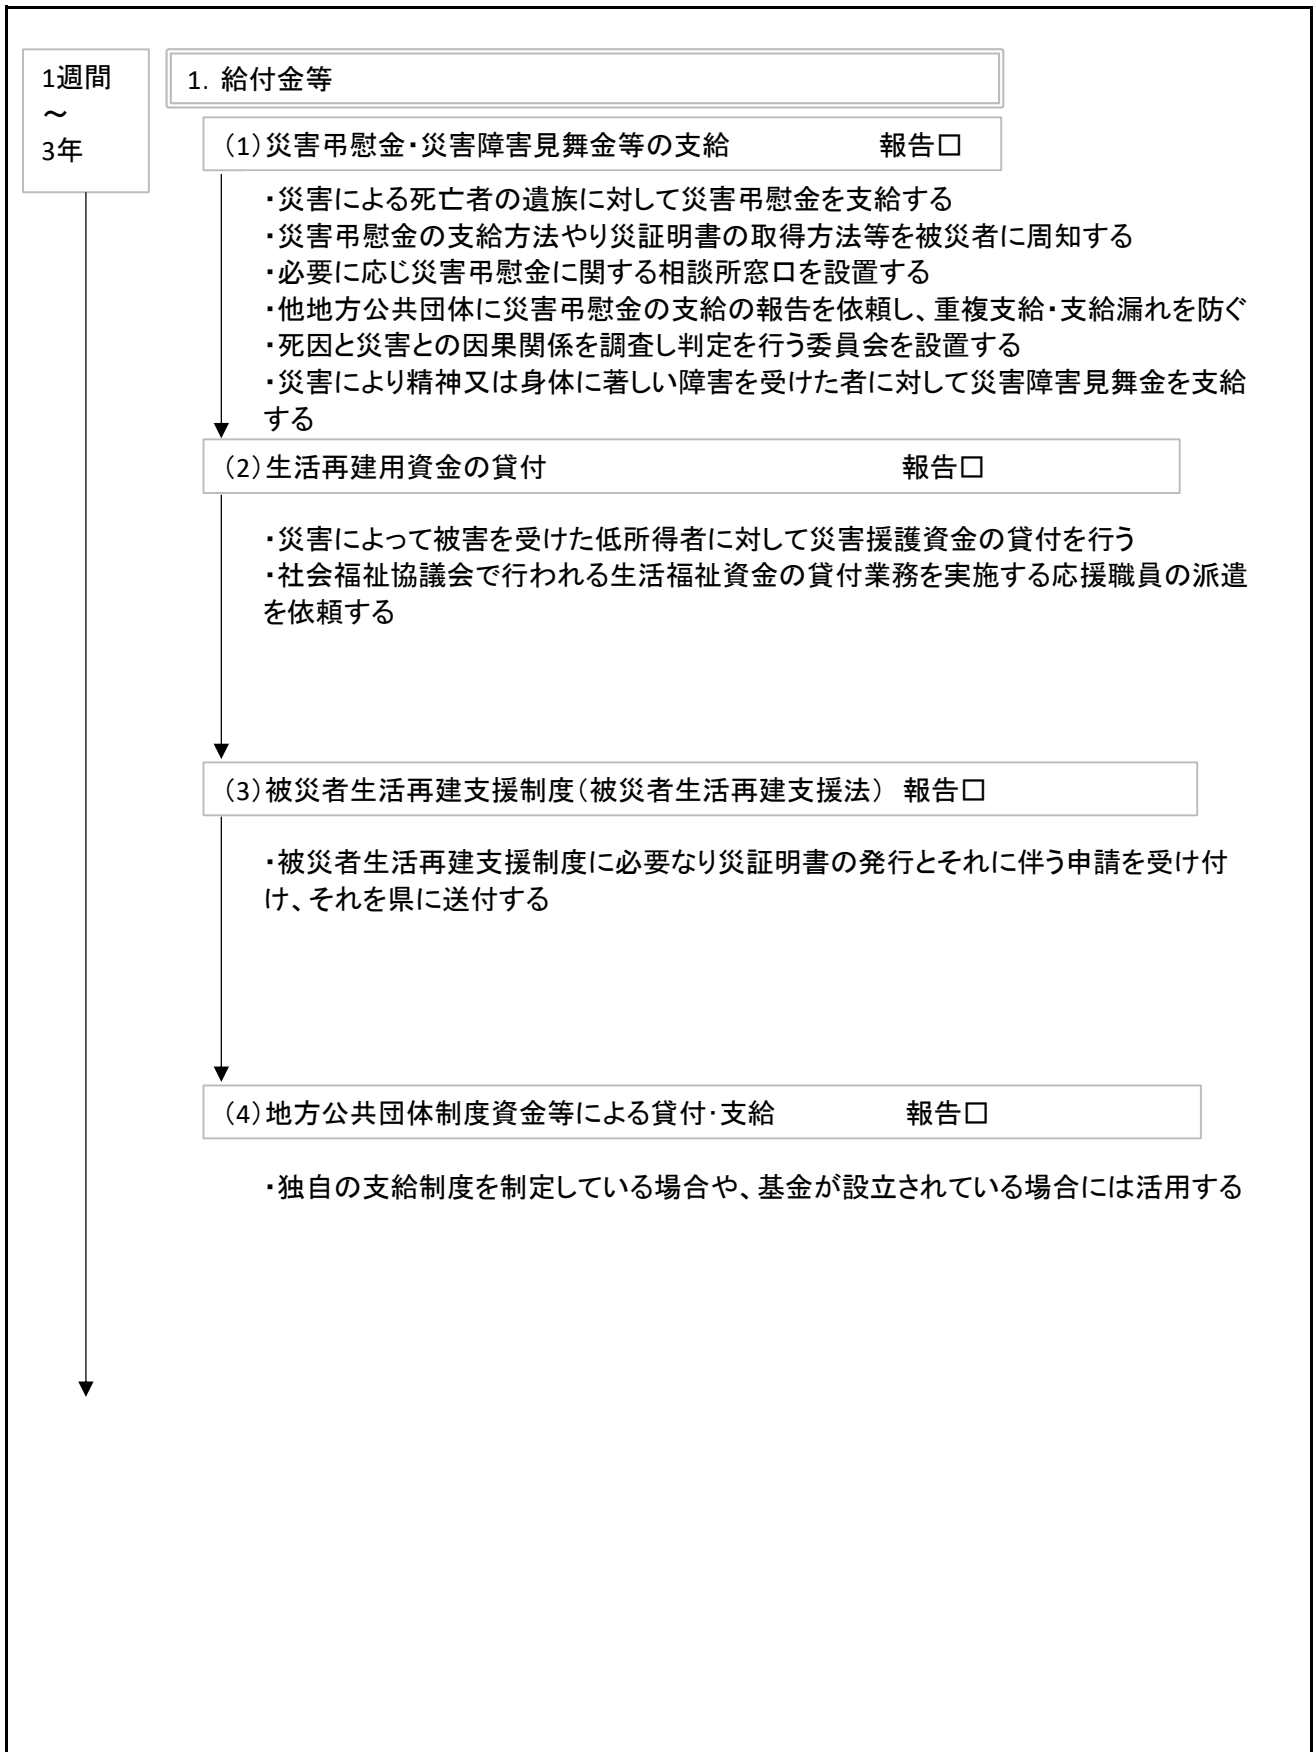 1週間
～
3年
1. 給付金等
(1)災害弔慰金・災害障害見舞金等の支給　報告□
・災害による死亡者の遺族に対して災害弔慰金を支給する
・災害弔慰金の支給方法やり災証明書の取得方法等を被災者に周知する
・必要に応じ災害弔慰金に関する相談所窓口を設置する
・他地方公共団体に災害弔慰金の支給の報告を依頼し、重複支給・支給漏れを防ぐ
・死因と災害との因果関係を調査し判定を行う委員会を設置する
・災害により精神又は身体に著しい障害を受けた者に対して災害障害見舞金を支給
する
(2)生活再建用資金の貸付　報告□
・災害によって被害を受けた低所得者に対して災害援護資金の貸付を行う
・社会福祉協議会で行われる生活福祉資金の貸付業務を実施する応援職員の派遣
を依頼する
(3)被災者生活再建支援制度（被災者生活再建支援法）　報告□
・被災者生活再建支援制度に必要なり災証明書の発行とそれに伴う申請を受け付
け、それを県に送付する
(4)地方公共団体制度資金等による貸付･支給　報告□
・独自の支給制度を制定している場合や、基金が設立されている場合には活用する